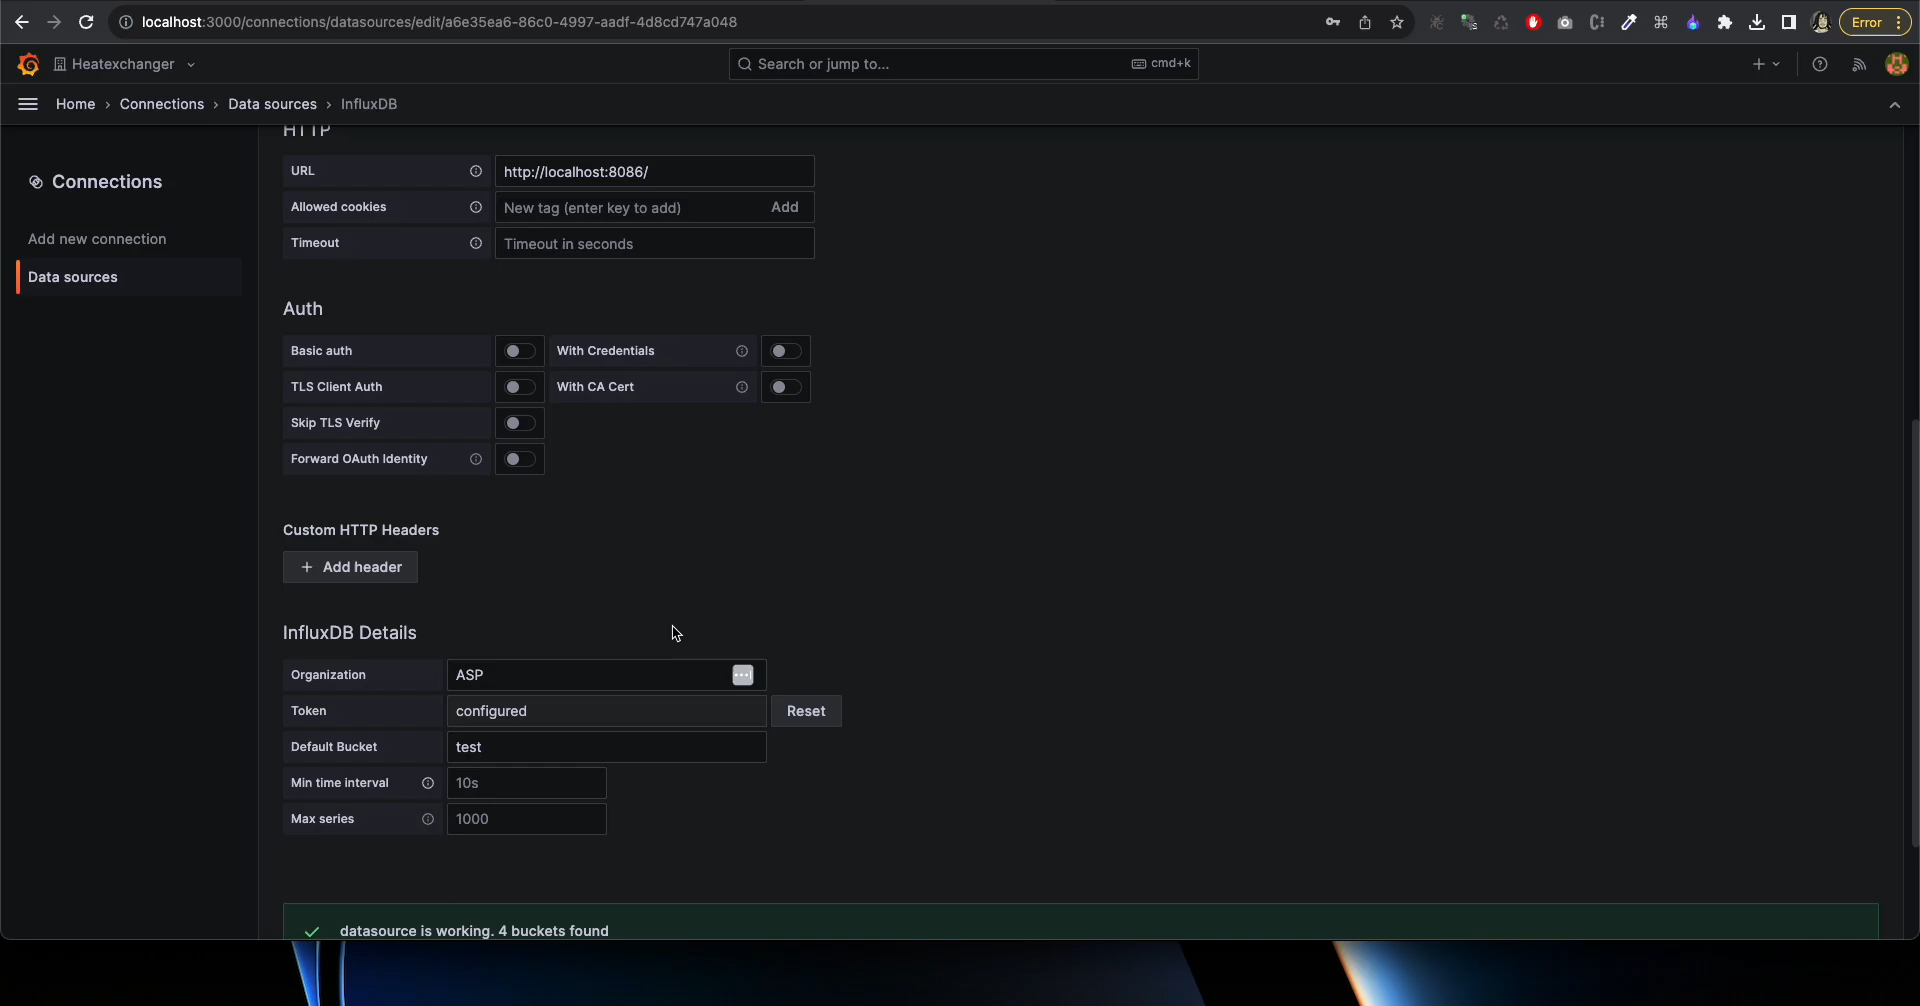 localhost:3000/connections/datasources/edit/a6e35ea6-86c0-4997-aadf-4d8cd747a048
Error
Heatexchanger
Search or jump to...
cmd+k
Home › Connections › Data sources › InfluxDB
HTTP
Connections
Add new connection
Data sources
URL
http://localhost:8086/
Allowed cookies
New tag (enter key to add)
Add
Timeout
Timeout in seconds
Auth
Basic auth
With Credentials
TLS Client Auth
With CA Cert
Skip TLS Verify
Forward OAuth Identity
Custom HTTP Headers
+ Add header
InfluxDB Details
Organization
ASP
Token
configured
Reset
Default Bucket
test
Min time interval
10s
Max series
1000
datasource is working. 4 buckets found